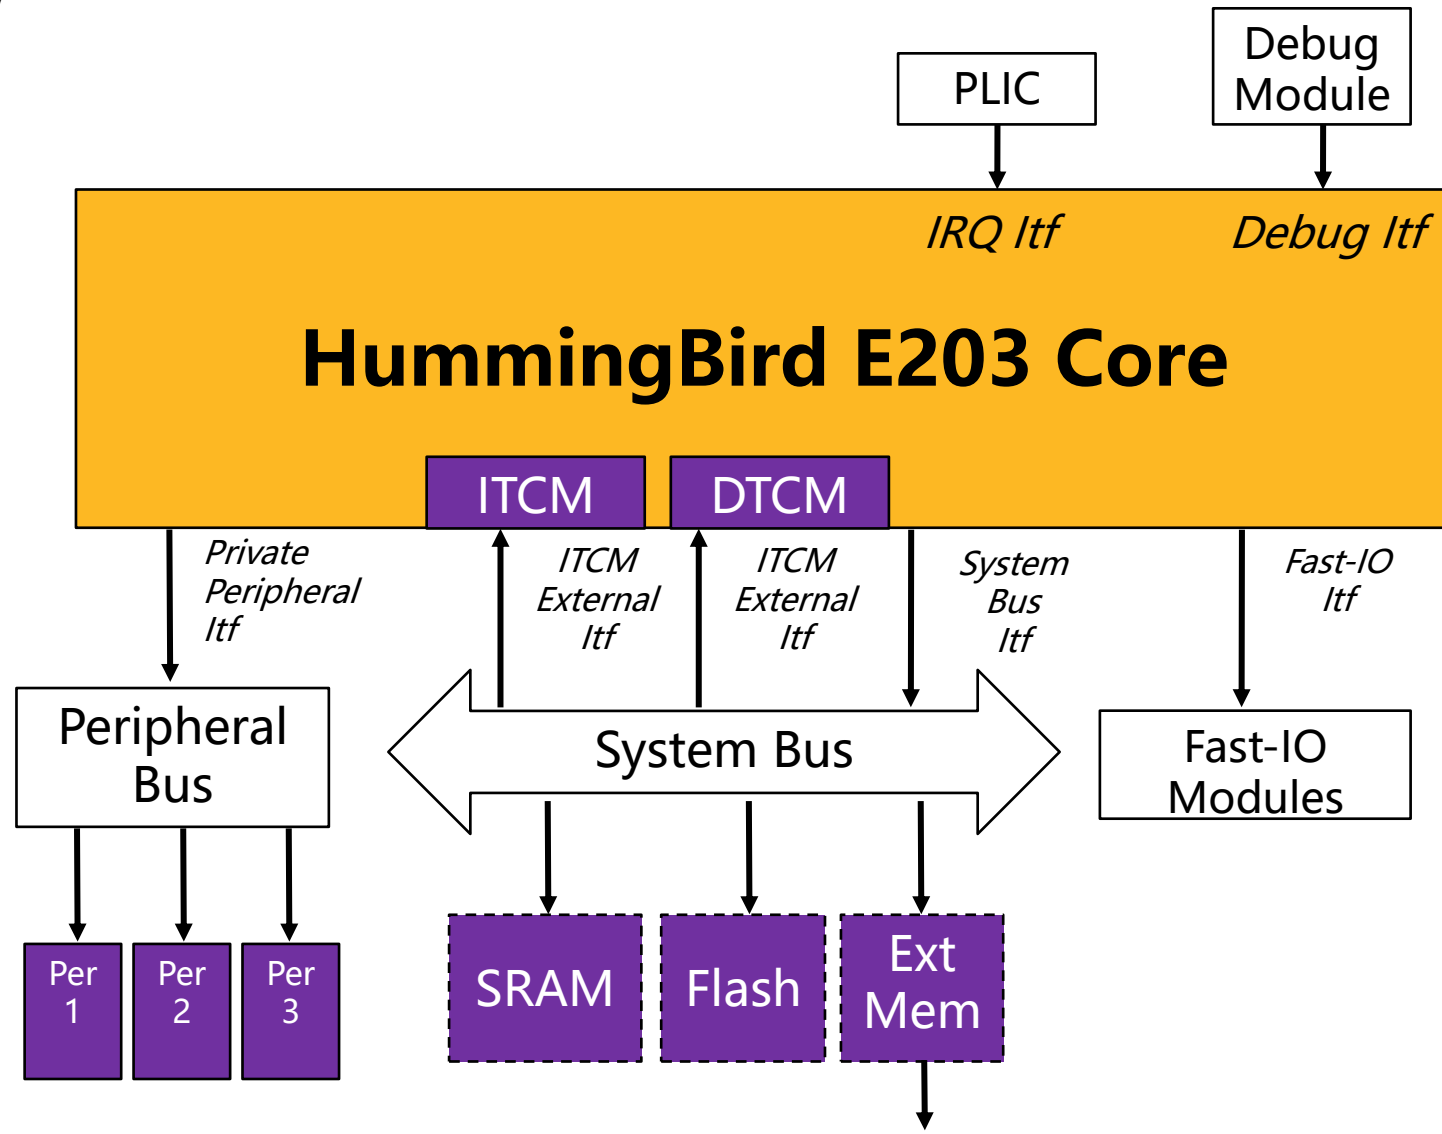 PLIC
Debug
Module
IRQ Itf
Debug Itf
HummingBird E203 Core
ITCM
DTCM
Private
Peripheral
Itf
ITCM
External
Itf
ITCM
External
Itf
System
Bus
Itf
Fast-IO
Itf
Peripheral
Bus
System Bus
Fast-IO
Modules
Per
1
Per
2
Per
3
SRAM
Flash
Ext
Mem